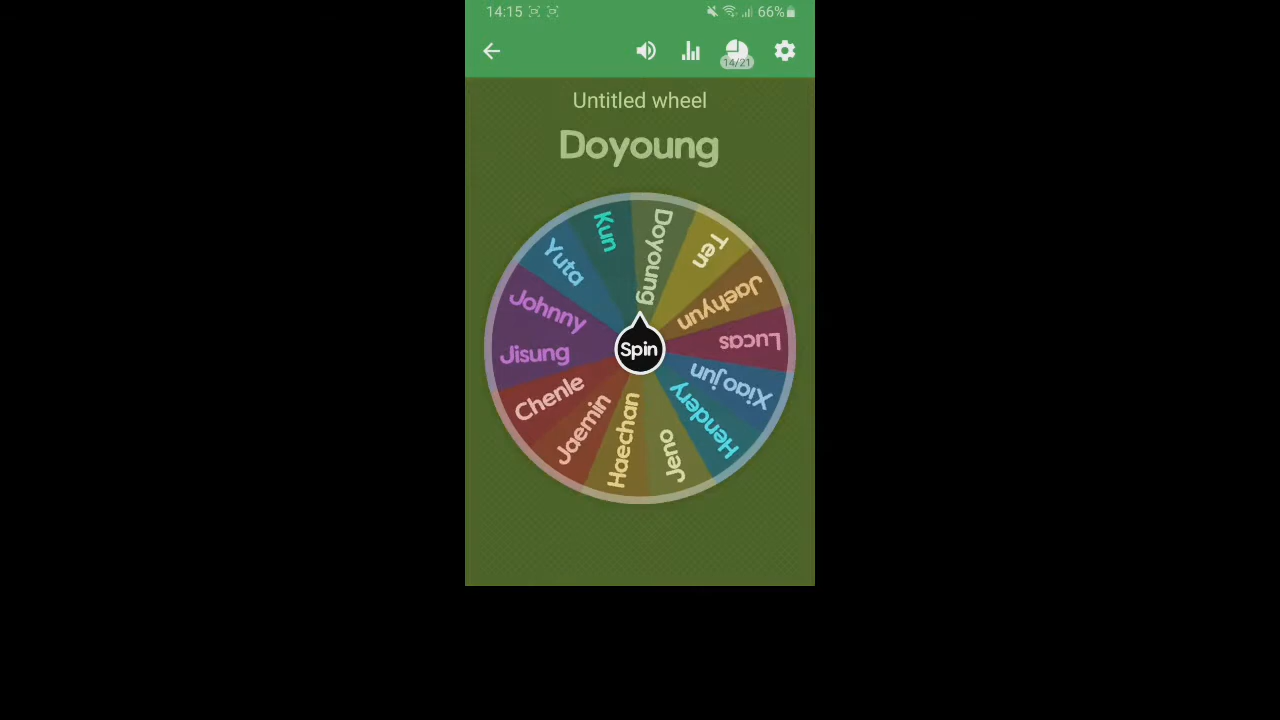 14:15
66%
14/21
Untitled wheel
Doyoung
Kun
Doyoung
Ten
Yuta
Jaehyun
Johnny
Lucas
Spin
Jisung
Xiaojun
Chenle
Hendery
Jaemin
Haechan
Jeno